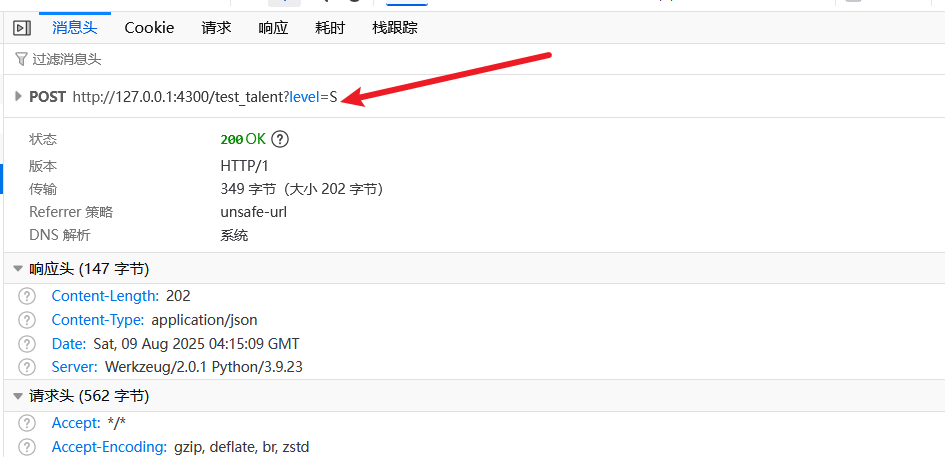 消息头 Cookie 请求 响应 耗时 栈跟踪
过滤消息头
POST http://127.0.0.1:4300/test_talent?level=S
状态 200 OK ?
版本 HTTP/1
传输 349 字节（大小 202 字节）
Referrer 策略 unsafe-url
DNS 解析 系统
响应头 (147 字节)
? Content-Length: 202
? Content-Type: application/json
? Date: Sat, 09 Aug 2025 04:15:09 GMT
? Server: Werkzeug/2.0.1 Python/3.9.23
请求头 (562 字节)
? Accept: */*
? Accept-Encoding: gzip, deflate, br, zstd